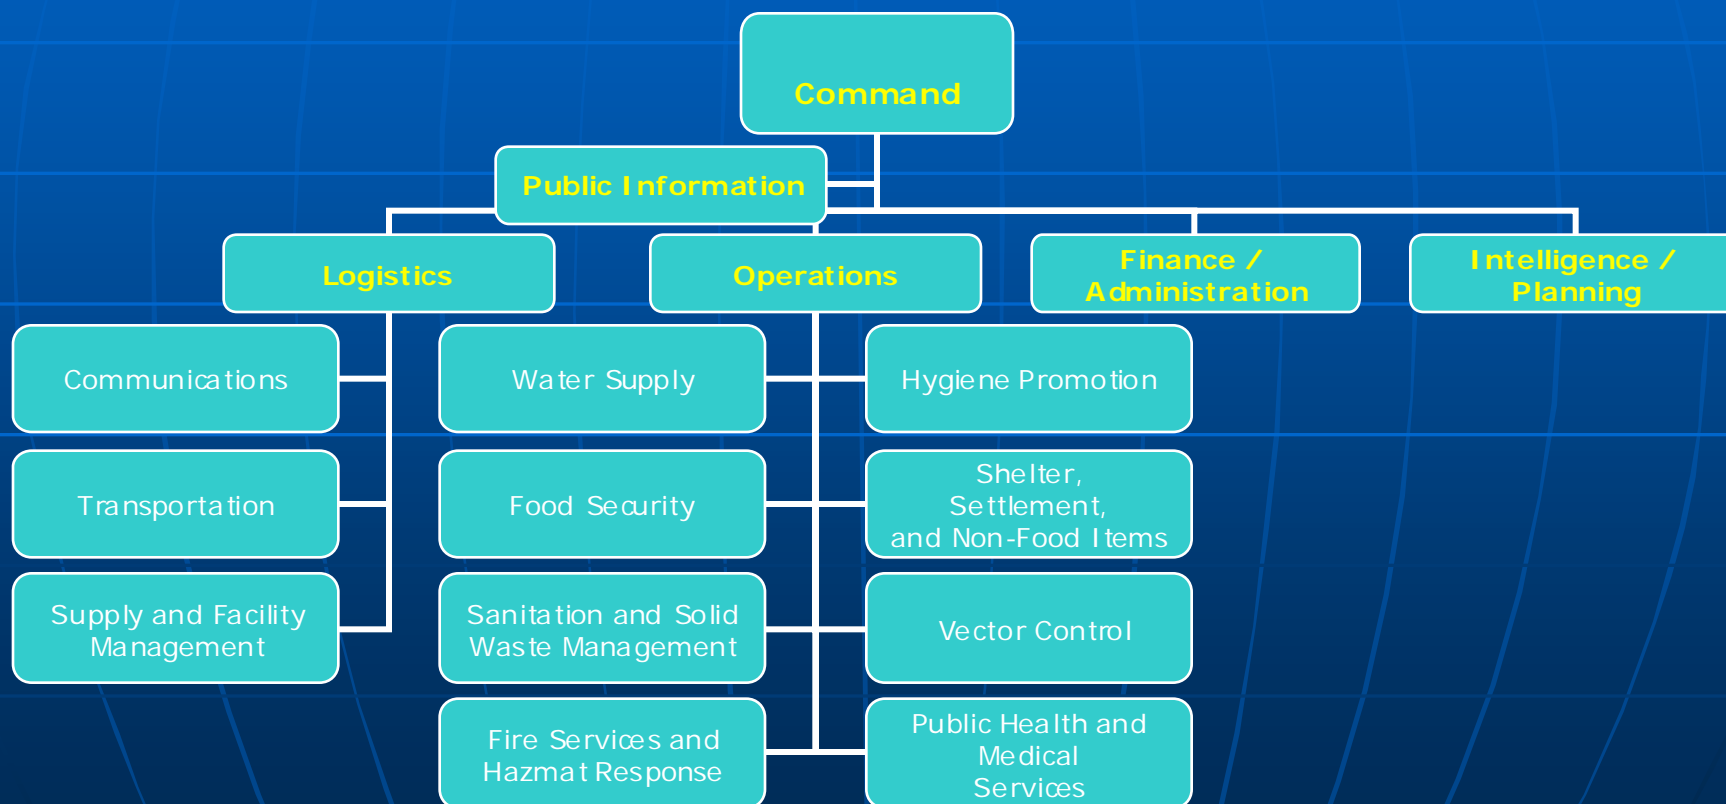 Command
Public Information
Logistics
Operations
Finance /
Administration
Intelligence /
Planning
Communications
Water Supply
Hygiene Promotion
Transportation
Food Security
Shelter,
Settlement,
and Non-Food Items
Supply and Facility
Management
Sanitation and Solid
Waste Management
Vector Control
Fire Services and
Hazmat Response
Public Health and
Medical
Services